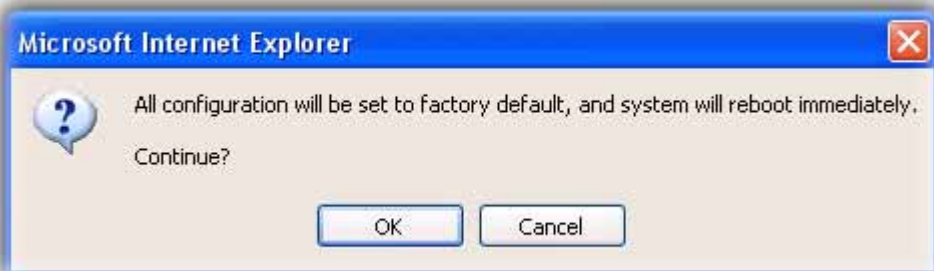 Microsoft Internet Explorer
All configuration will be set to factory default, and system will reboot immediately.
Continue?
OK
Cancel